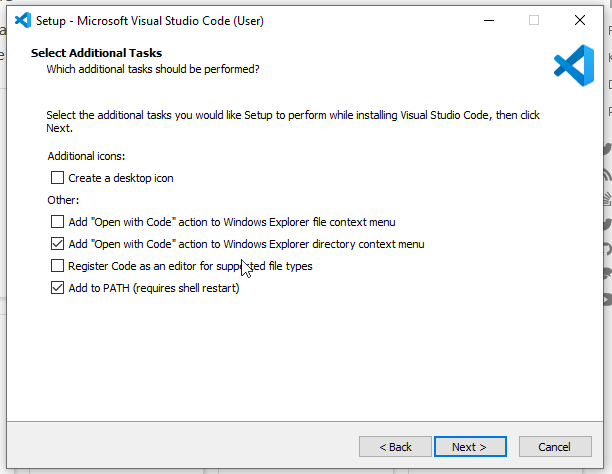 Setup - Microsoft Visual Studio Code (User)
Select Additional Tasks
Which additional tasks should be performed?
Select the additional tasks you would like Setup to perform while installing Visual Studio Code, then click
Next.
Additional icons:
Create a desktop icon
Other:
Add "Open with Code" action to Windows Explorer file context menu
Add "Open with Code" action to Windows Explorer directory context menu
Register Code as an editor for supported file types
Add to PATH (requires shell restart)
< Back
Next >
Cancel